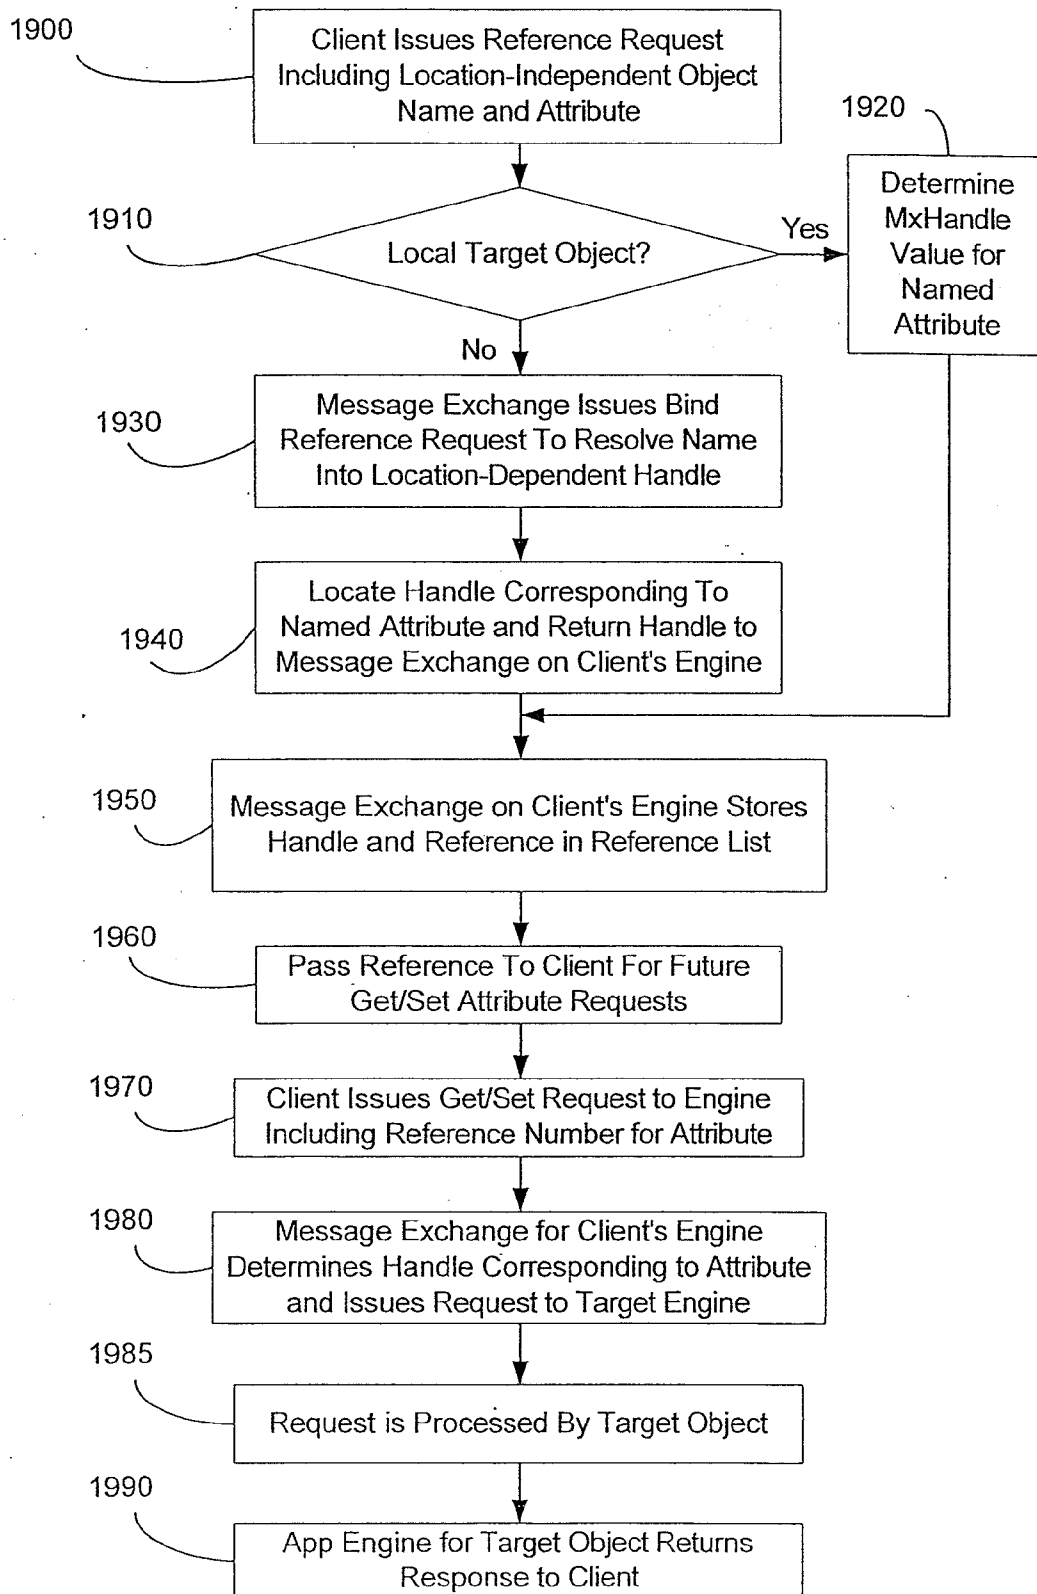 1900
Client Issues Reference Request
Including Location-Independent Object
Name and Attribute
1910
Local Target Object?
Yes
1920
Determine
MxHandle
Value for
Named
Attribute
No
1930
Message Exchange Issues Bind
Reference Request To Resolve Name
Into Location-Dependent Handle
1940
Locate Handle Corresponding To
Named Attribute and Return Handle to
Message Exchange on Client's Engine
1950
Message Exchange on Client's Engine Stores
Handle and Reference in Reference List
1960
Pass Reference To Client For Future
Get/Set Attribute Requests
1970
Client Issues Get/Set Request to Engine
Including Reference Number for Attribute
1980
Message Exchange for Client's Engine
Determines Handle Corresponding to Attribute
and Issues Request to Target Engine
1985
Request is Processed By Target Object
1990
App Engine for Target Object Returns
Response to Client